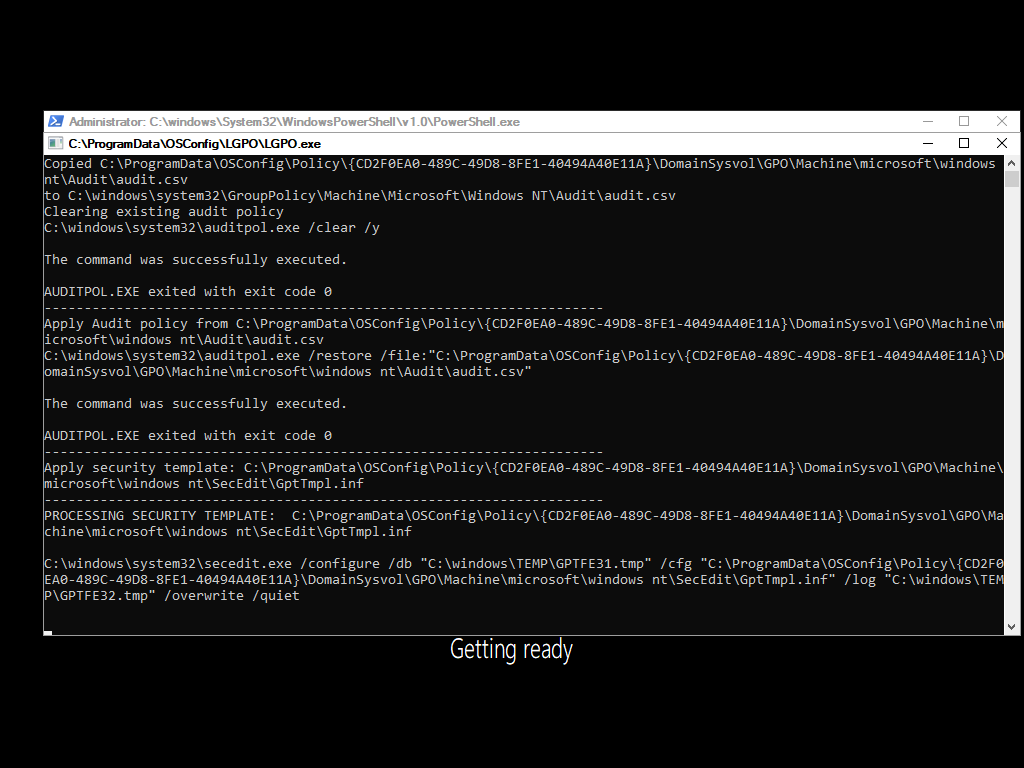 Administrator: C:\windows\System32\WindowsPowerShell\v1.0\PowerShell.exe
C:\ProgramData\OSConfig\LGPO\LGPO.exe
Copied C:\ProgramData\OSConfig\Policy\{CD2F0EA0-489C-49D8-8FE1-40494A40E11A}\DomainSysvol\GPO\Machine\microsoft\windows
nt\Audit\audit.csv
to C:\windows\system32\GroupPolicy\Machine\Microsoft\Windows NT\Audit\audit.csv
Clearing existing audit policy
C:\windows\system32\auditpol.exe /clear /y
The command was successfully executed.
AUDITPOL.EXE exited with exit code 0
----------------------------------------------------------------------
Apply Audit policy from C:\ProgramData\OSConfig\Policy\{CD2F0EA0-489C-49D8-8FE1-40494A40E11A}\DomainSysvol\GPO\Machine\m
icrosoft\windows nt\Audit\audit.csv
C:\windows\system32\auditpol.exe /restore /file:"C:\ProgramData\OSConfig\Policy\{CD2F0EA0-489C-49D8-8FE1-40494A40E11A}\D
omainSysvol\GPO\Machine\microsoft\windows nt\Audit\audit.csv"
The command was successfully executed.
AUDITPOL.EXE exited with exit code 0
----------------------------------------------------------------------
Apply security template: C:\ProgramData\OSConfig\Policy\{CD2F0EA0-489C-49D8-8FE1-40494A40E11A}\DomainSysvol\GPO\Machine\
microsoft\windows nt\SecEdit\GptTmpl.inf
----------------------------------------------------------------------
PROCESSING SECURITY TEMPLATE:  C:\ProgramData\OSConfig\Policy\{CD2F0EA0-489C-49D8-8FE1-40494A40E11A}\DomainSysvol\GPO\Ma
chine\microsoft\windows nt\SecEdit\GptTmpl.inf
C:\windows\system32\secedit.exe /configure /db "C:\windows\TEMP\GPTFE31.tmp" /cfg "C:\ProgramData\OSConfig\Policy\{CD2F0
EA0-489C-49D8-8FE1-40494A40E11A}\DomainSysvol\GPO\Machine\microsoft\windows nt\SecEdit\GptTmpl.inf" /log "C:\windows\TEM
P\GPTFE32.tmp" /overwrite /quiet
Getting ready